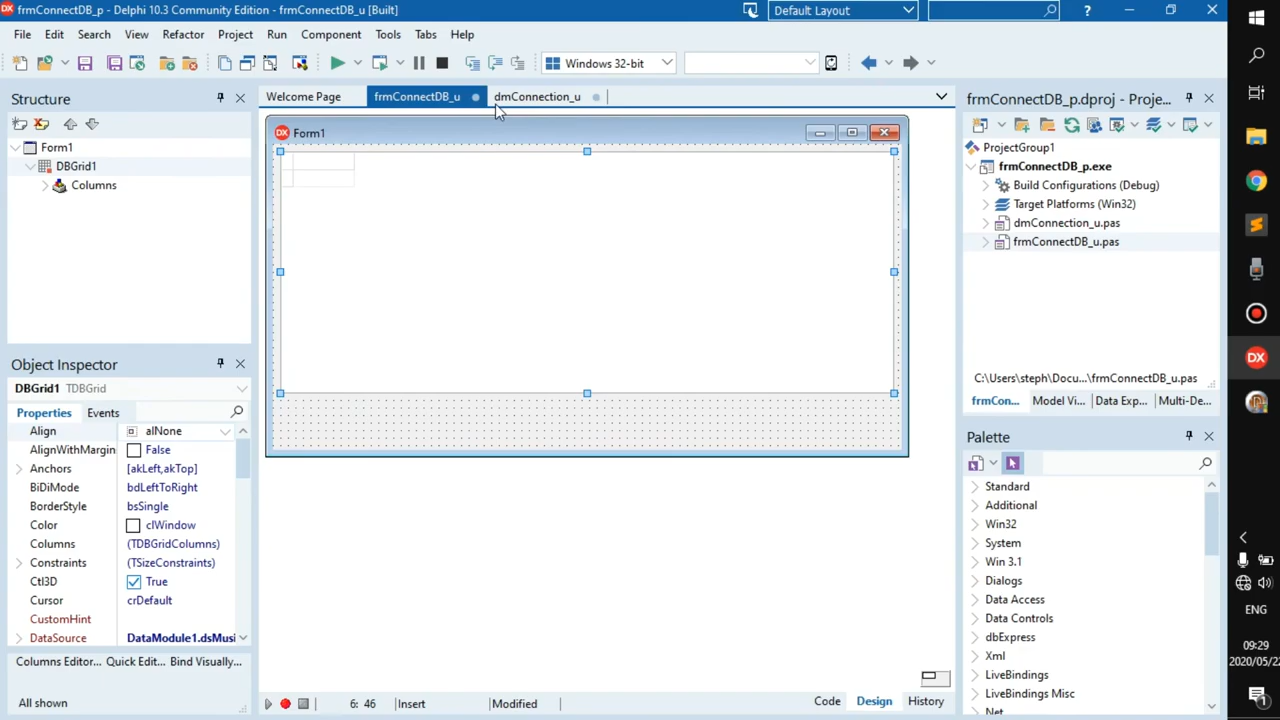 frmConnectDB_p - Delphi 10.3 Community Edition - frmConnectDB_u [Built]
Default Layout
File Edit Search View Refactor Project Run Component Tools Tabs Help
Windows 32-bit
Structure
Form1
DBGrid1
Columns
Object Inspector
DBGrid1 TDBGrid
Properties Events
Align alNone
AlignWithMargin False
Anchors [akLeft,akTop]
BiDiMode bdLeftToRight
BorderStyle bsSingle
Color clWindow
Columns (TDBGridColumns)
Constraints (TSizeConstraints)
Ctl3D True
Cursor crDefault
CustomHint
DataSource DataModule1.dsMusi
Columns Editor... Quick Edit... Bind Visually...
All shown
Welcome Page frmConnectDB_u dmConnection_u
DX Form1
6: 46 Insert Modified Code Design History
frmConnectDB_p.dproj - Proje...
ProjectGroup1
frmConnectDB_p.exe
Build Configurations (Debug)
Target Platforms (Win32)
dmConnection_u.pas
frmConnectDB_u.pas
C:\Users\steph\Docu...\frmConnectDB_u.pas
frmCon... Model Vi... Data Exp... Multi-De...
Palette
Standard
Additional
Win32
System
Win 3.1
Dialogs
Data Access
Data Controls
dbExpress
Xml
LiveBindings
LiveBindings Misc
Net
DX
ENG
09:29
2020/05/22
1